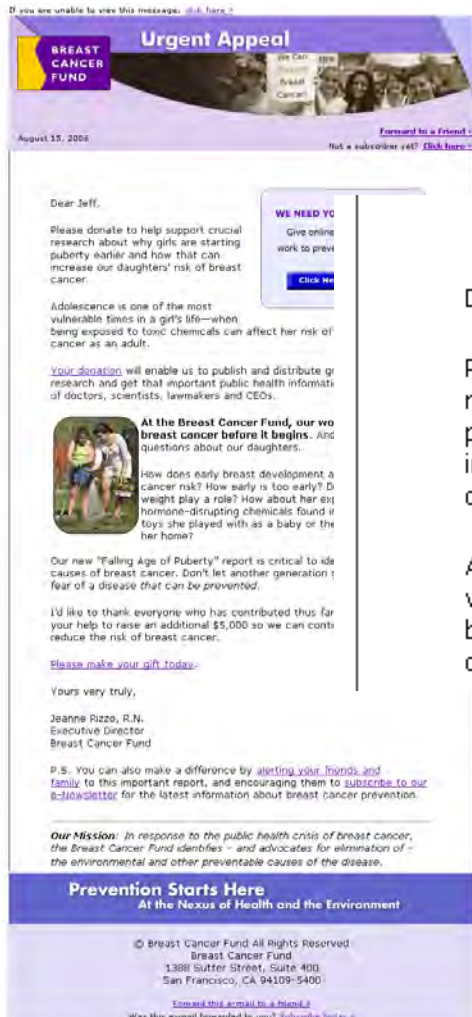 If you are unable to view this message, click here >
Urgent Appeal
BREAST
CANCER
FUND
We Can
Breast
Cancer!
August 15, 2006
Forward to a Friend
Not a subscriber yet? Click here
Dear Jeff,
Please donate to help support crucial
research about why girls are starting
puberty earlier and how that can
increase our daughters' risk of breast
cancer.
WE NEED YO
Give online
work to preve
Click He
Adolescence is one of the most
vulnerable times in a girl's life—when
being exposed to toxic chemicals can affect her risk of
cancer as an adult.
Your donation will enable us to publish and distribute
research and get that important public health informati
of doctors, scientists, lawmakers and CEOs.
At the Breast Cancer Fund, our wo
breast cancer before it begins. And
questions about our daughters.
How does early breast development a
cancer risk? How early is too early? D
weight play a role? How about her exp
hormone-disrupting chemicals found i
toys she played with as a baby or the
her home?
Our new "Falling Age of Puberty" report is critical to ide
causes of breast cancer. Don't let another generation
fear of a disease that can be prevented.
I'd like to thank everyone who has contributed thus far
your help to raise an additional $5,000 so we can conti
reduce the risk of breast cancer.
Please make your gift today.
Yours very truly,
Jeanne Rizzo, R.N.
Executive Director
Breast Cancer Fund
P.S. You can also make a difference by alerting your friends and
family to this important report, and encouraging them to subscribe to our
e-Newsletter for the latest information about breast cancer prevention.
Our Mission: In response to the public health crisis of breast cancer,
the Breast Cancer Fund identifies – and advocates for elimination of –
the environmental and other preventable causes of the disease.
Prevention Starts Here
At the Nexus of Health and the Environment
© Breast Cancer Fund All Rights Reserved
Breast Cancer Fund
1388 Sutter Street, Suite 400
San Francisco, CA 94109-5400
Forward this e-mail to a friend
Was this e-mail forwarded to you? Subscribe today